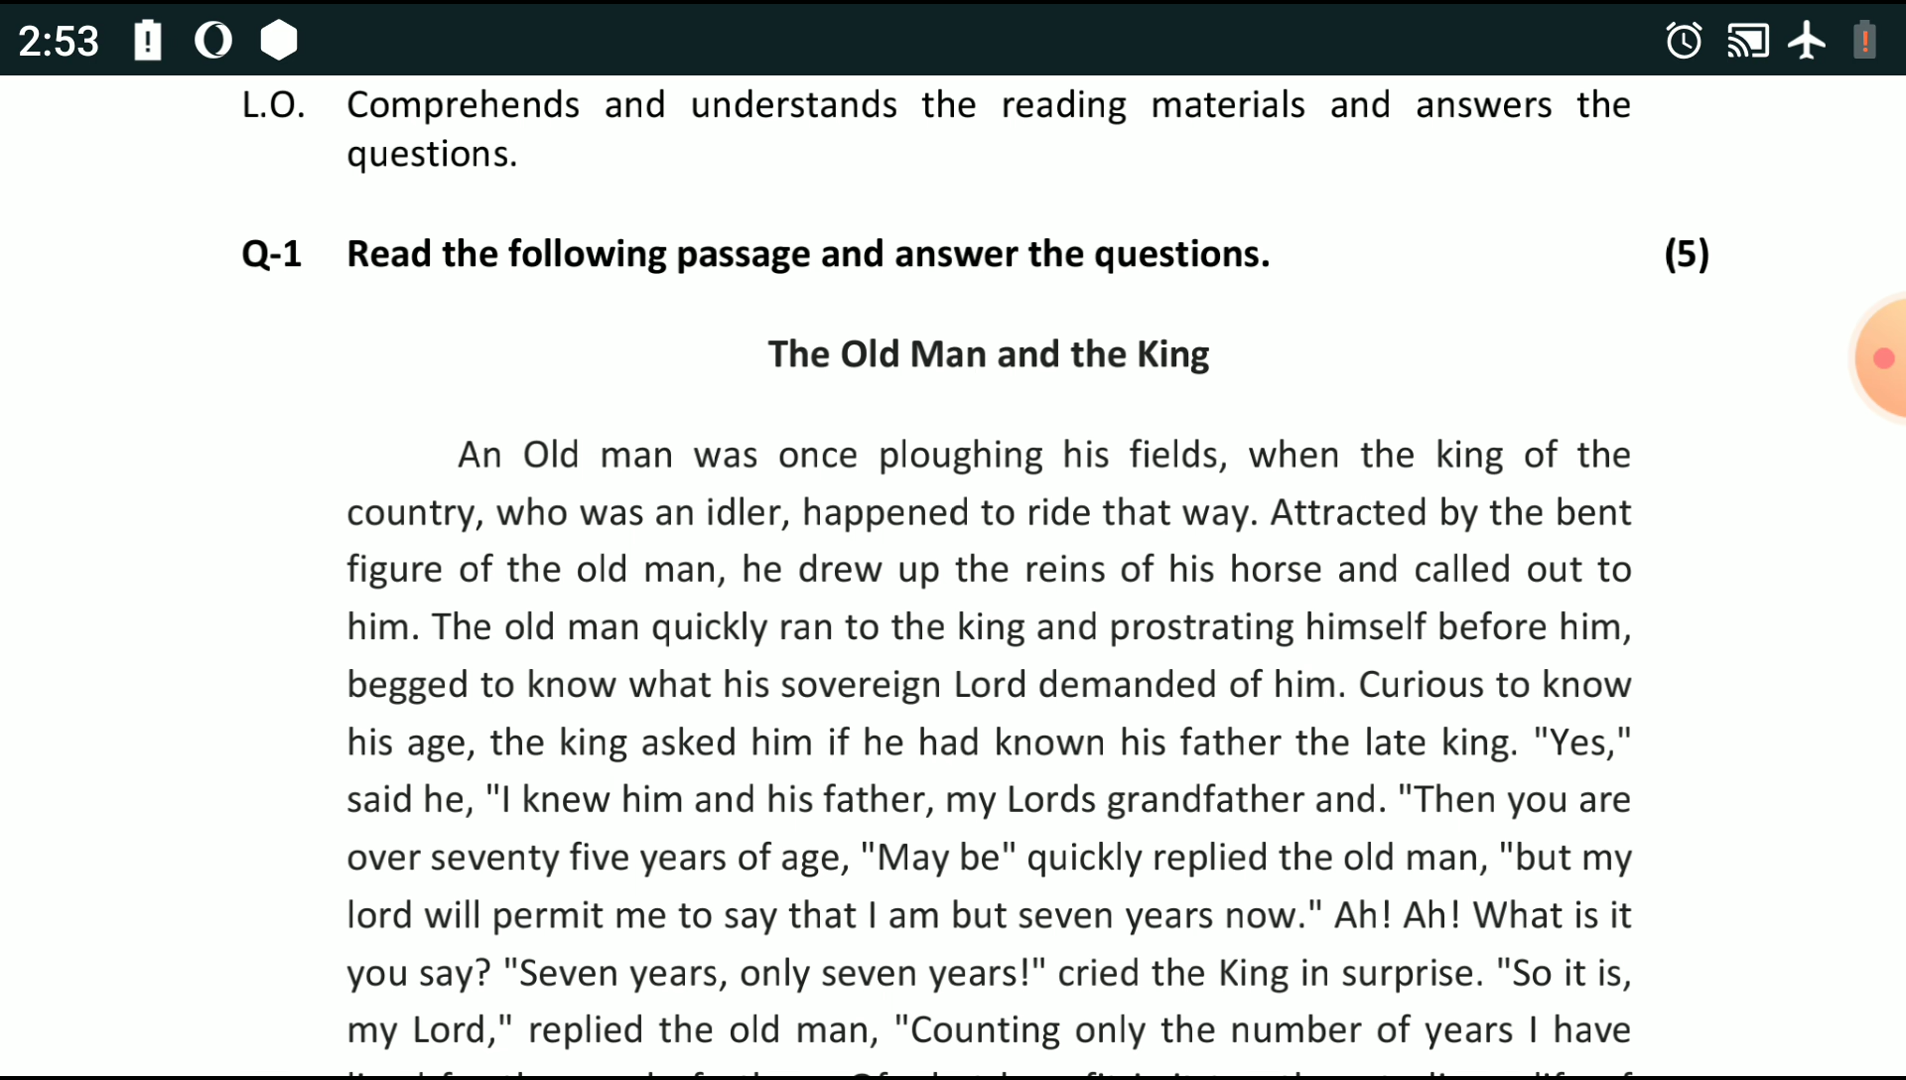 2:53
L.O. Comprehends and understands the reading materials and answers the
questions.
Q-1 Read the following passage and answer the questions. (5)
The Old Man and the King
An Old man was once ploughing his fields, when the king of the
country, who was an idler, happened to ride that way. Attracted by the bent
figure of the old man, he drew up the reins of his horse and called out to
him. The old man quickly ran to the king and prostrating himself before him,
begged to know what his sovereign Lord demanded of him. Curious to know
his age, the king asked him if he had known his father the late king. "Yes,"
said he, "I knew him and his father, my Lords grandfather and. "Then you are
over seventy five years of age, "May be" quickly replied the old man, "but my
lord will permit me to say that I am but seven years now." Ah! Ah! What is it
you say? "Seven years, only seven years!" cried the King in surprise. "So it is,
my Lord," replied the old man, "Counting only the number of years I have